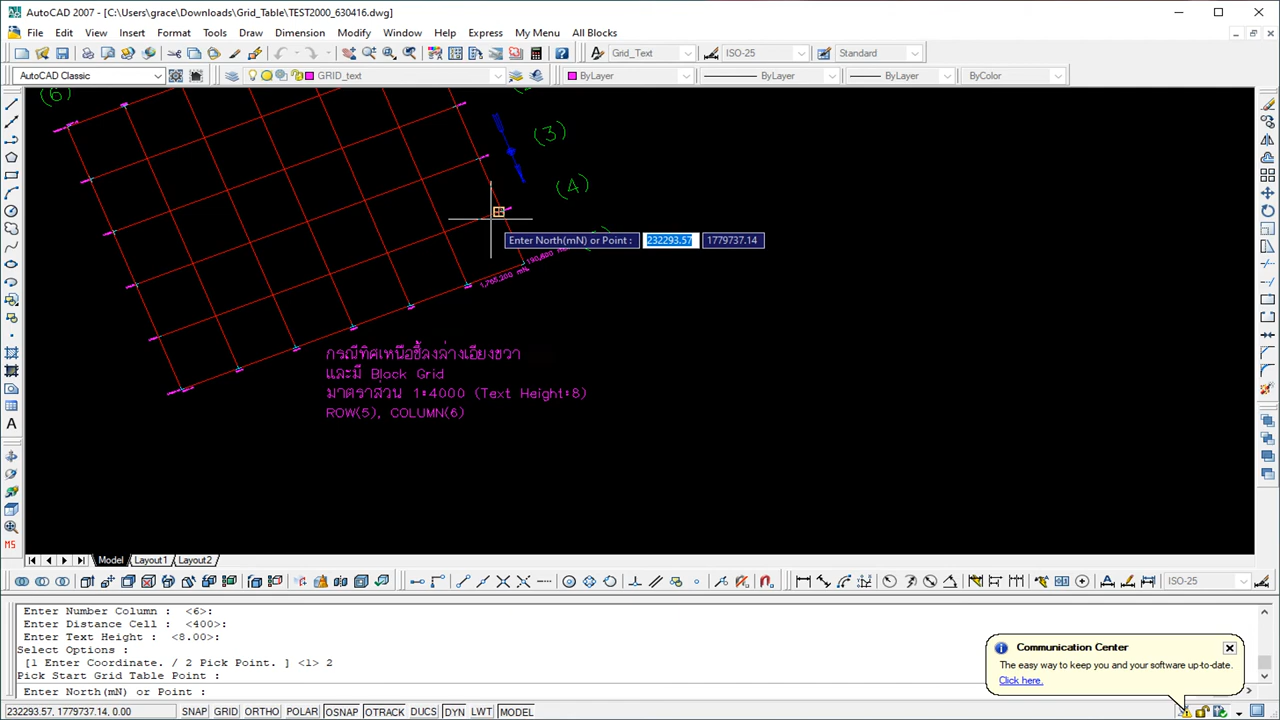 AutoCAD 2007 - [C:\Users\grace\Downloads\Grid_Table\TEST2000_630416.dwg]
File Edit View Insert Format Tools Draw Dimension Modify Window Help Express My Menu All Blocks
Grid_Text ISO-25 Standard
AutoCAD Classic GRID_text ByLayer ByLayer ByLayer ByColor
(6)
(3)
(4)
Enter North(mN) or Point : 232293.57 1779737.14
1,765,200 mN
กรณีทิศเหนือชี้ลงล่างเอียงขวา
และมี Block Grid
มาตราส่วน 1:4000 (Text Height:8)
ROW(5), COLUMN(6)
MS
Model Layout1 Layout2
ISO-25
Enter Number Column : <6>:
Enter Distance Cell : <400>:
Enter Text Height : <8.00>:
Select Options :
[1 Enter Coordinate. / 2 Pick Point. ] <1> 2
Pick Start Grid Table Point :
Enter North(mN) or Point :
Communication Center
The easy way to keep you and your software up-to-date.
Click here.
232293.57, 1779737.14, 0.00 SNAP GRID ORTHO POLAR OSNAP OTRACK DUCS DYN LWT MODEL